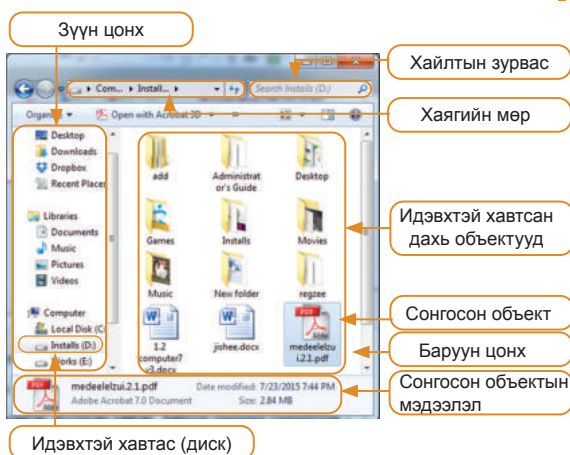 Зүүн цонх
Хайлтын зурвас
Хаягийн мөр
Com... Install...
Search Installs (D:)
Organi Open with Acrobat 3D
Desktop
Downloads
Dropbox
Recent Places
Libraries
Documents
Music
Pictures
Videos
Computer
Local Disk (C:
Installs (D:)
Works (E:)
add
Administrat
or's Guide
Desktop
Games
Installs
Movies
Music
New folder
regzee
1.2
computer7
v3.docx
jishee.docx
medeelelzu
i.2.1.pdf
Идэвхтэй хавтсан
дахь объектууд
Сонгосон объект
Баруун цонх
Сонгосон объектын
мэдээлэл
medeelelzui.2.1.pdf
Date modified: 7/23/2015 7:44 PM
Adobe Acrobat 7.0 Document
Size: 2.84 MB
Идэвхтэй хавтас (диск)